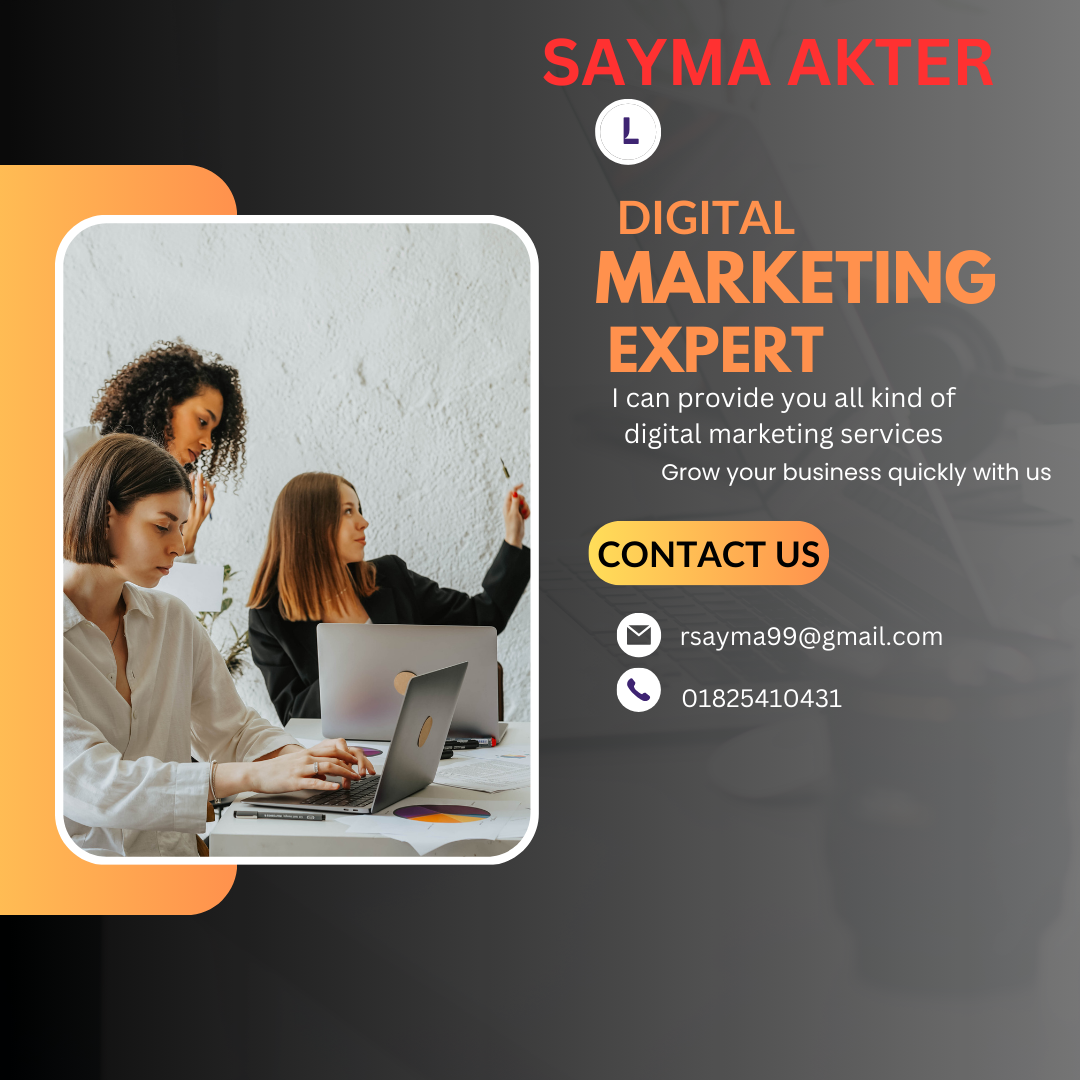 SAYMA AKTER
L
DIGITAL
MARKETING
EXPERT
I can provide you all kind of
digital marketing services
Grow your business quickly with us
CONTACT US
rsayma99@gmail.com
01825410431